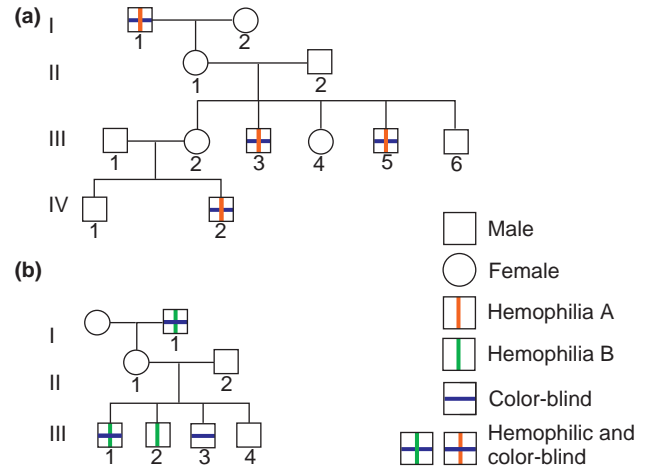 (a)
I
1
2
II
1
2
III
1
2
3
4
5
6
IV
1
2
(b)
I
1
II
1
2
III
1
2
3
4
Male
Female
Hemophilia A
Hemophilia B
Color-blind
Hemophilic and
color-blind